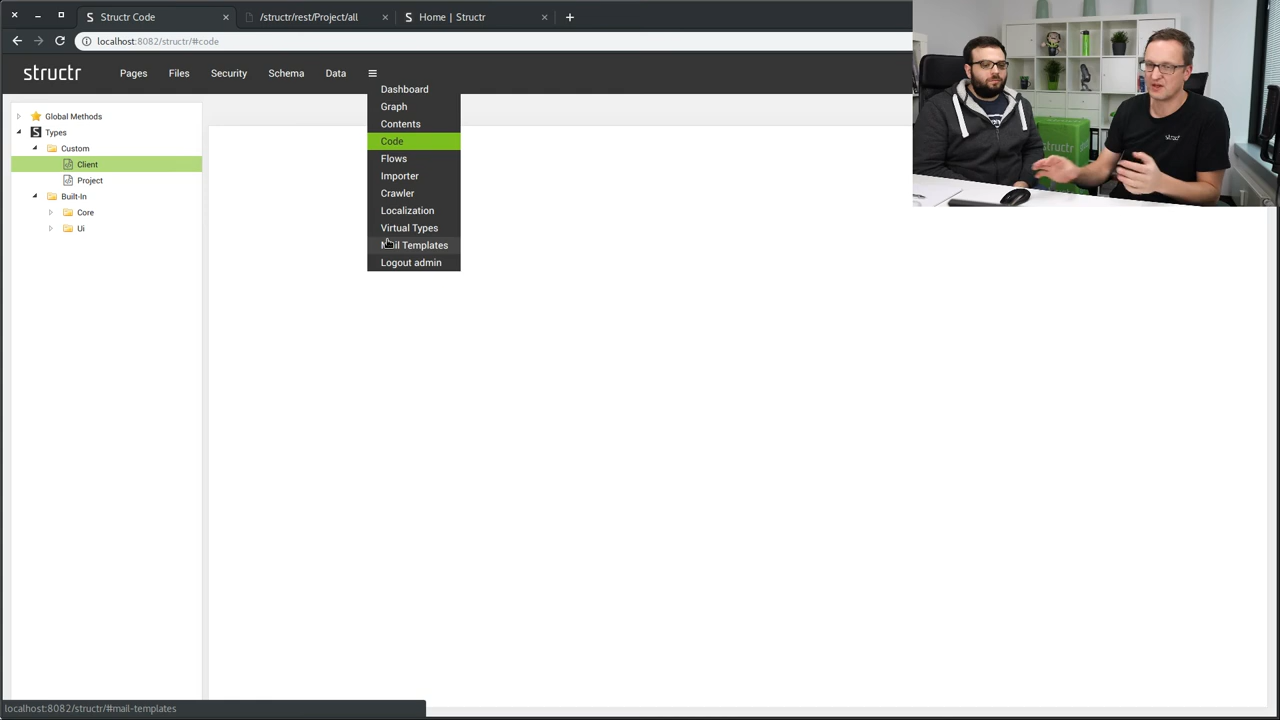 Structr Code
/structr/rest/Project/all
Home | Structr
localhost:8082/structr/#code
structr
Pages
Files
Security
Schema
Data
Dashboard
Graph
Contents
Code
Flows
Importer
Crawler
Localization
Virtual Types
Mail Templates
Logout admin
Global Methods
Types
Custom
Client
Project
Built-In
Core
Ui
structr
localhost:8082/structr/#mail-templates